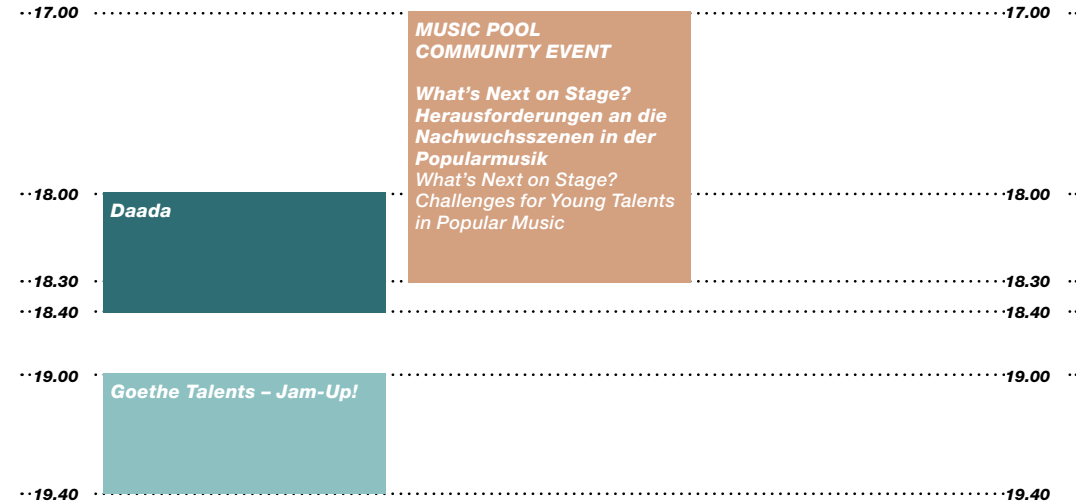 17.00
17.00
MUSIC POOL
COMMUNITY EVENT
What’s Next on Stage?
Herausforderungen an die
Nachwuchsszenen in der
Popularmusik
What’s Next on Stage?
Challenges for Young Talents
in Popular Music
18.00
18.00
Daada
18.30
18.30
18.40
18.40
19.00
19.00
Goethe Talents – Jam-Up!
19.40
19.40